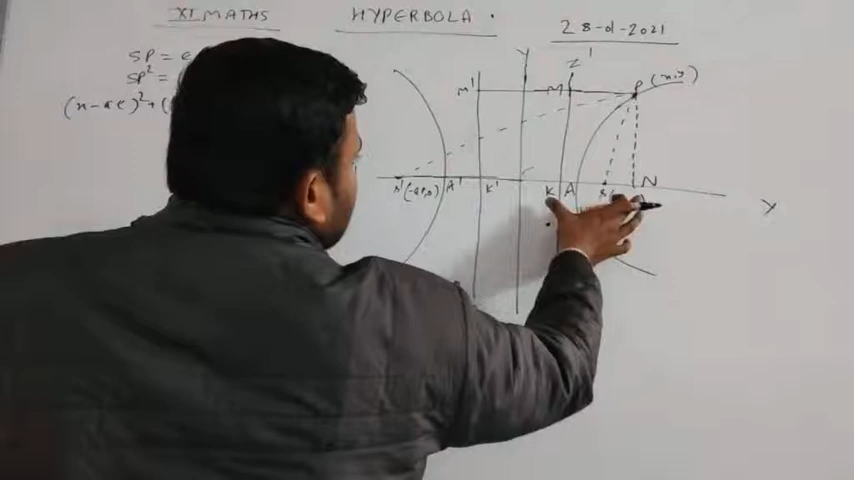 XI MATHS
HYPERBOLA .
28-01-2021
SP = e
SP² =
(x-ae)² + (
Y
Z'
M'
M
P (x,y)
S' (-ae,0)
A'
K'
K
A
S
N